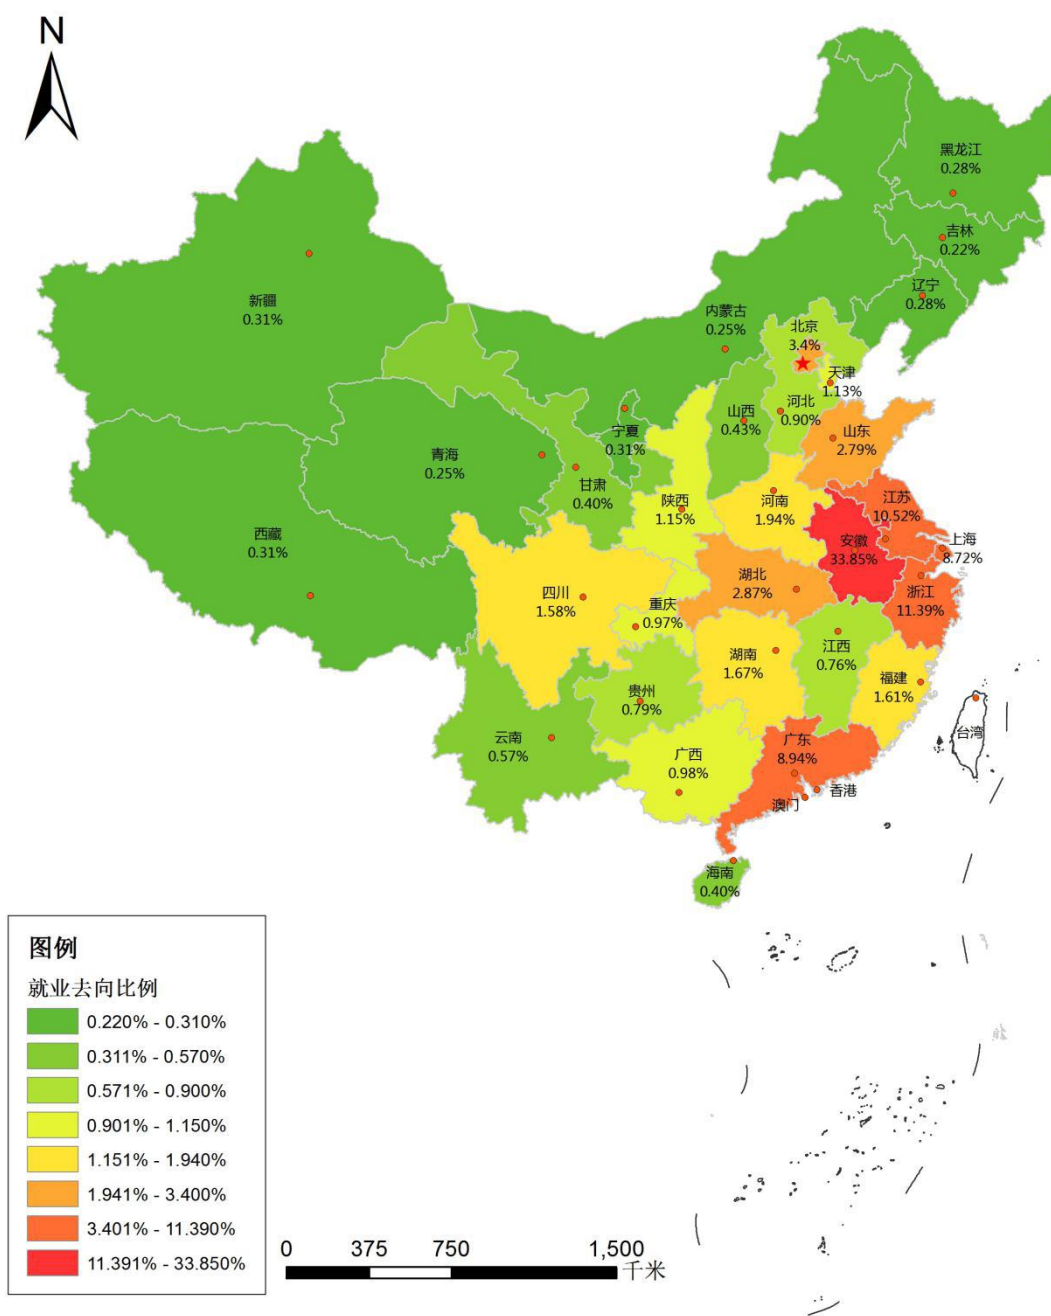 N
黑龙江
0.28%
吉林
0.22%
辽宁
0.28%
新疆
0.31%
内蒙古
0.25%
北京
3.4%
天津
1.13%
河北
0.90%
山西
0.43%
宁夏
0.31%
山东
2.79%
青海
0.25%
甘肃
0.40%
陕西
1.15%
河南
1.94%
江苏
10.52%
西藏
0.31%
安徽
33.85%
上海
8.72%
四川
1.58%
重庆
0.97%
湖北
2.87%
浙江
11.39%
湖南
1.67%
江西
0.76%
福建
1.61%
贵州
0.79%
云南
0.57%
广西
0.98%
广东
8.94%
台湾
澳门
香港
海南
0.40%
图例
就业去向比例
0.220% - 0.310%
0.311% - 0.570%
0.571% - 0.900%
0.901% - 1.150%
1.151% - 1.940%
1.941% - 3.400%
3.401% - 11.390%
11.391% - 33.850%
0 375 750 1,500
千米